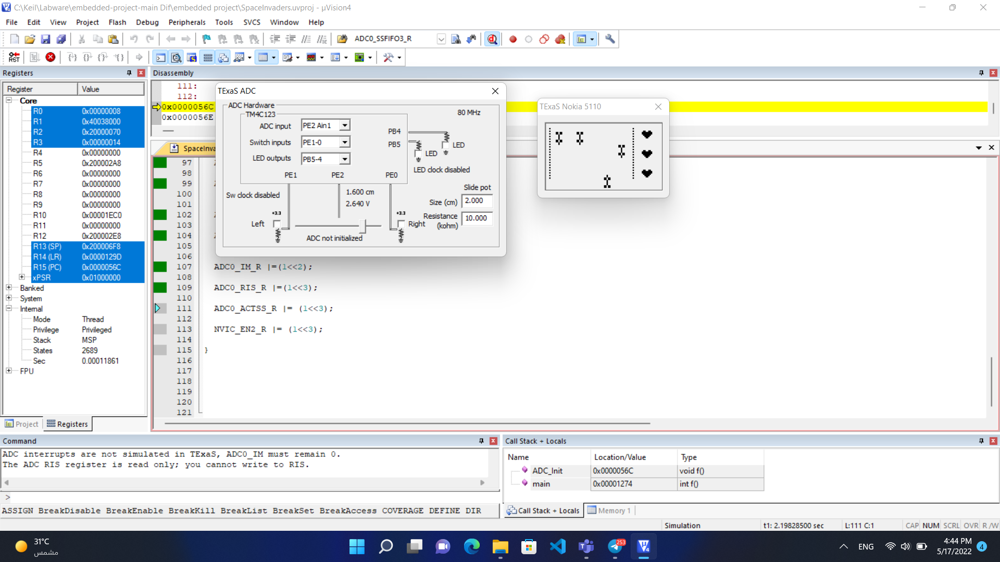 C:\Keil\Labware\embedded-project-main Dif\embedded project\SpaceInvaders.uvproj - µVision4
File Edit View Project Flash Debug Peripherals Tools SVCS Window Help
ADC0_SSFIFO3_R
RST
Registers
Register Value
Core
R0 0x00000008
R1 0x40038000
R2 0x20000070
R3 0x00000014
R4 0x00000000
R5 0x200002A8
R6 0x00000000
R7 0x00000000
R8 0x00000000
R9 0x00000000
R10 0x00001EC0
R11 0x00000000
R12 0x200002E8
R13 (SP) 0x200006F8
R14 (LR) 0x0000129D
R15 (PC) 0x0000056C
xPSR 0x01000000
Banked
System
Internal
Mode Thread
Privilege Privileged
Stack MSP
States 2689
Sec 0.00011861
FPU
Project Registers
Disassembly
111:
112:
0x0000056C
0x0000056E
TExaS ADC
ADC Hardware
TM4C123
80 MHz
ADC input PE2 Ain1
Switch inputs PE1-0
LED outputs PB5-4
PB4
PB5
LED
LED
LED clock disabled
PE1 PE2 PE0
Sw clock disabled
1.600 cm
2.640 V
Slide pot
Size (cm) 2.000
Resistance (kohm) 10.000
+3.3 +3.3
Left Right
ADC not initialized
TExaS Nokia 5110
SpaceInva
97
98
99
100
101
102
103
104
105
106
107 ADC0_IM_R |=(1<<2);
108
109 ADC0_RIS_R |=(1<<3);
110
111 ADC0_ACTSS_R |= (1<<3);
112
113 NVIC_EN2_R |= (1<<3);
114
115 }
116
117
118
119
120
121
Command
ADC interrupts are not simulated in TExaS, ADC0_IM must remain 0.
The ADC RIS register is read only; you cannot write to RIS.
>
ASSIGN BreakDisable BreakEnable BreakKill BreakList BreakSet BreakAccess COVERAGE DEFINE DIR
Call Stack + Locals
Name Location/Value Type
ADC_Init 0x0000056C void f()
main 0x00001274 int f()
Call Stack + Locals Memory 1
Simulation t1: 2.19828500 sec L:111 C:1 CAP NUM SCRL OVR R/W
31°C
مشمس
253
ENG
4:44 PM
5/17/2022
4